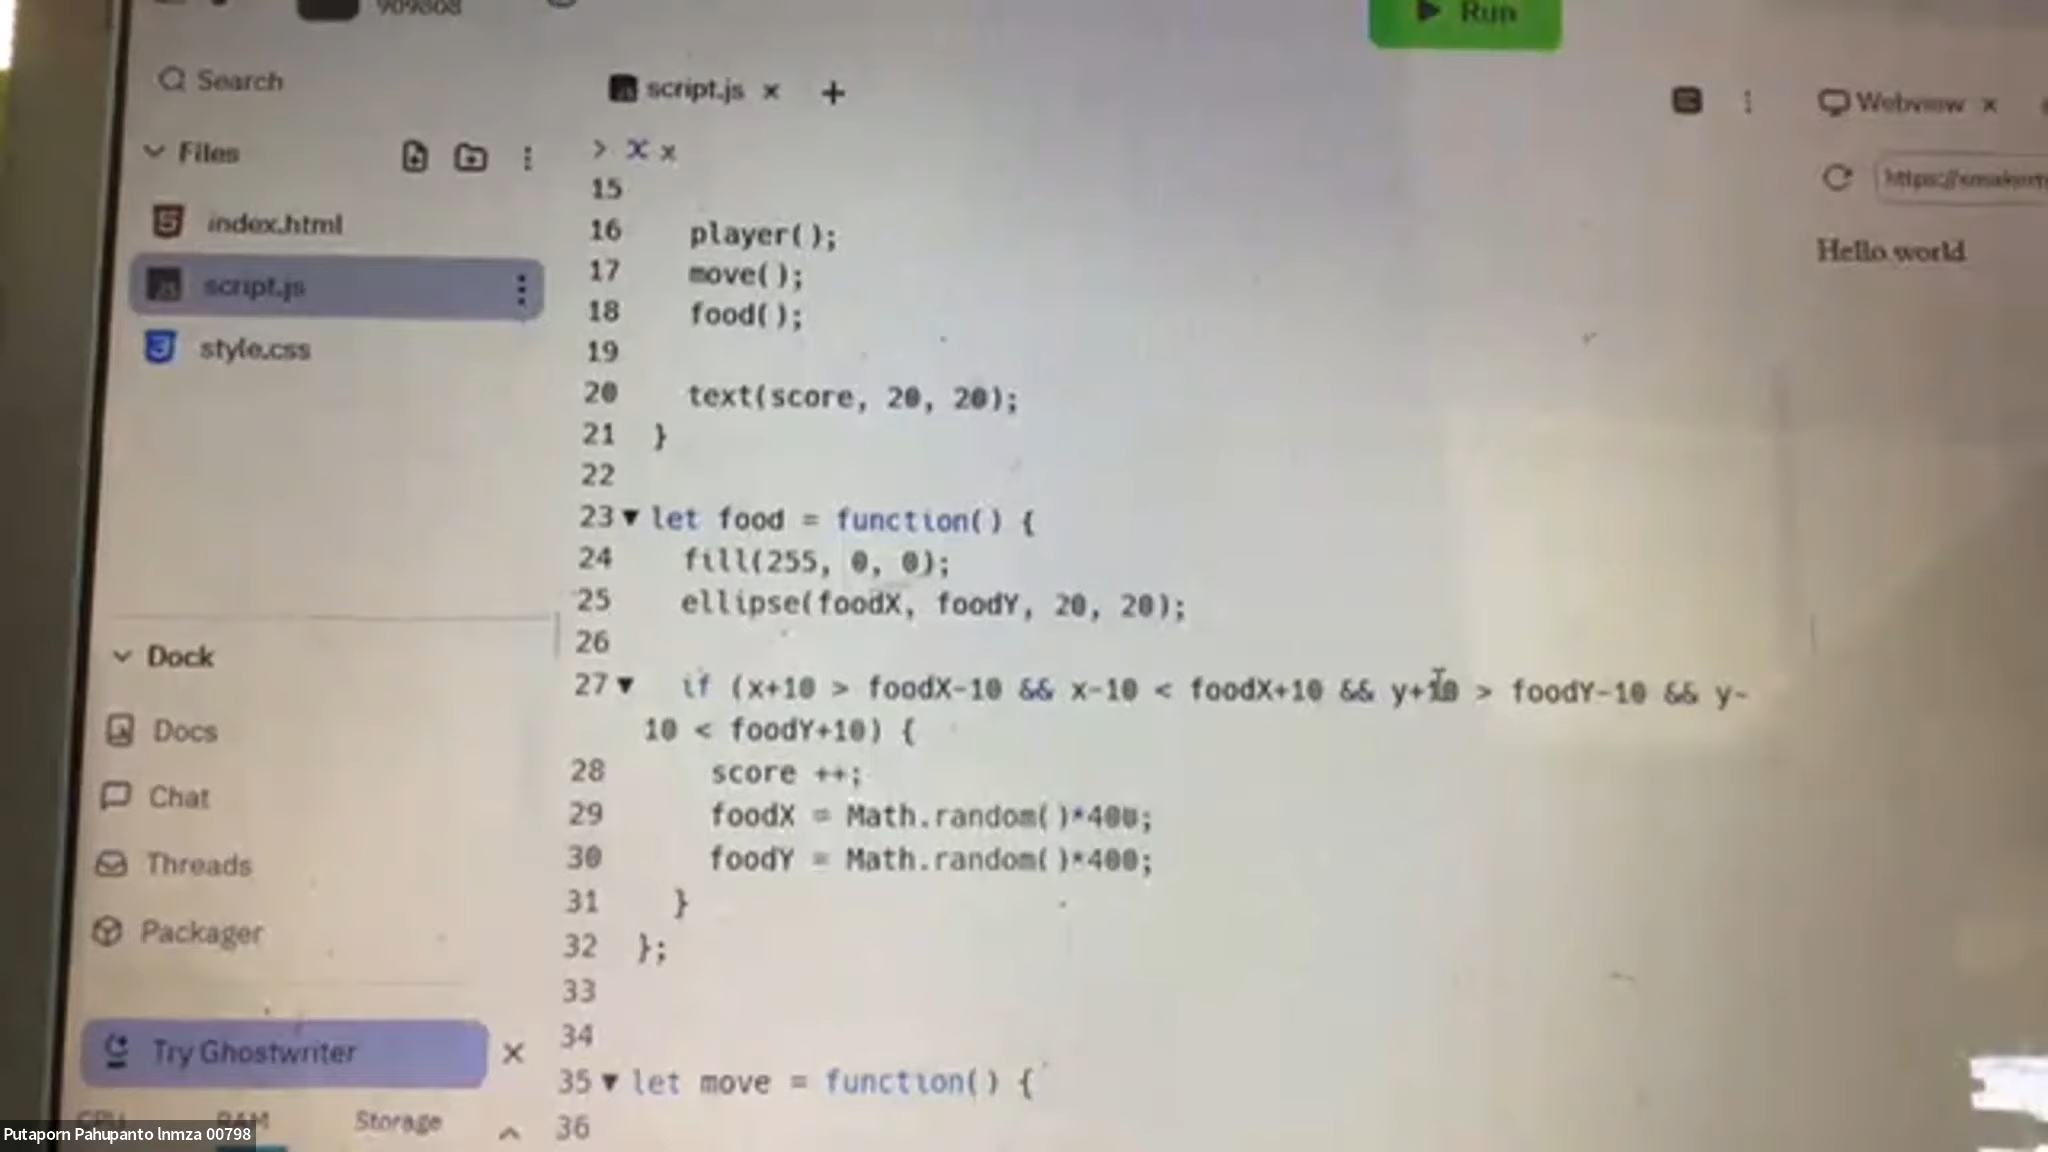 909808
Run
Search
script.js × +
Webview ×
Files
> x x
15
index.html
16 player();
Hello world
17 move();
script.js
18 food();
style.css
19
20 text(score, 20, 20);
21 }
22
23 let food = function() {
24 fill(255, 0, 0);
25 ellipse(foodX, foodY, 20, 20);
26
Dock
27 if (x+10 > foodX-10 && x-10 < foodX+10 && y+10 > foodY-10 && y-
10 < foodY+10) {
Docs
28 score ++;
Chat
29 foodX = Math.random()*400;
30 foodY = Math.random()*400;
Threads
31 }
Packager
32 };
33
34
Try Ghostwriter ×
35 let move = function() {
CPU RAM Storage
36
Putaporn Pahupanto lnmza 00798